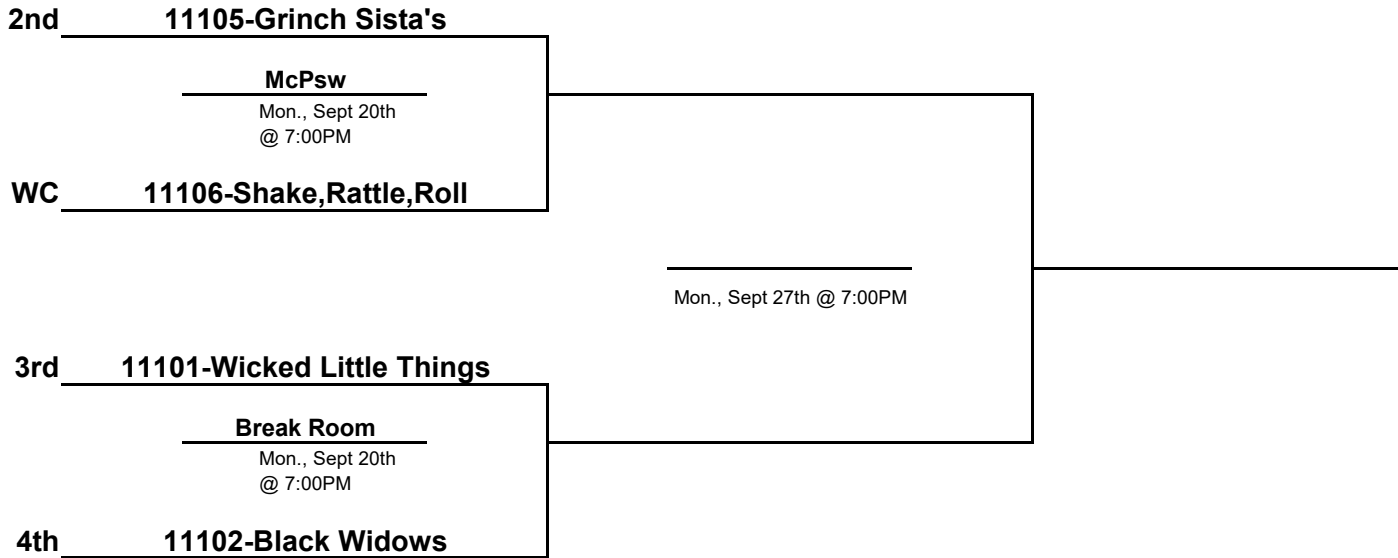 2nd 11105-Grinch Sista's
McPsw
Mon., Sept 20th
@ 7:00PM
WC 11106-Shake,Rattle,Roll
Mon., Sept 27th @ 7:00PM
3rd 11101-Wicked Little Things
Break Room
Mon., Sept 20th
@ 7:00PM
4th 11102-Black Widows